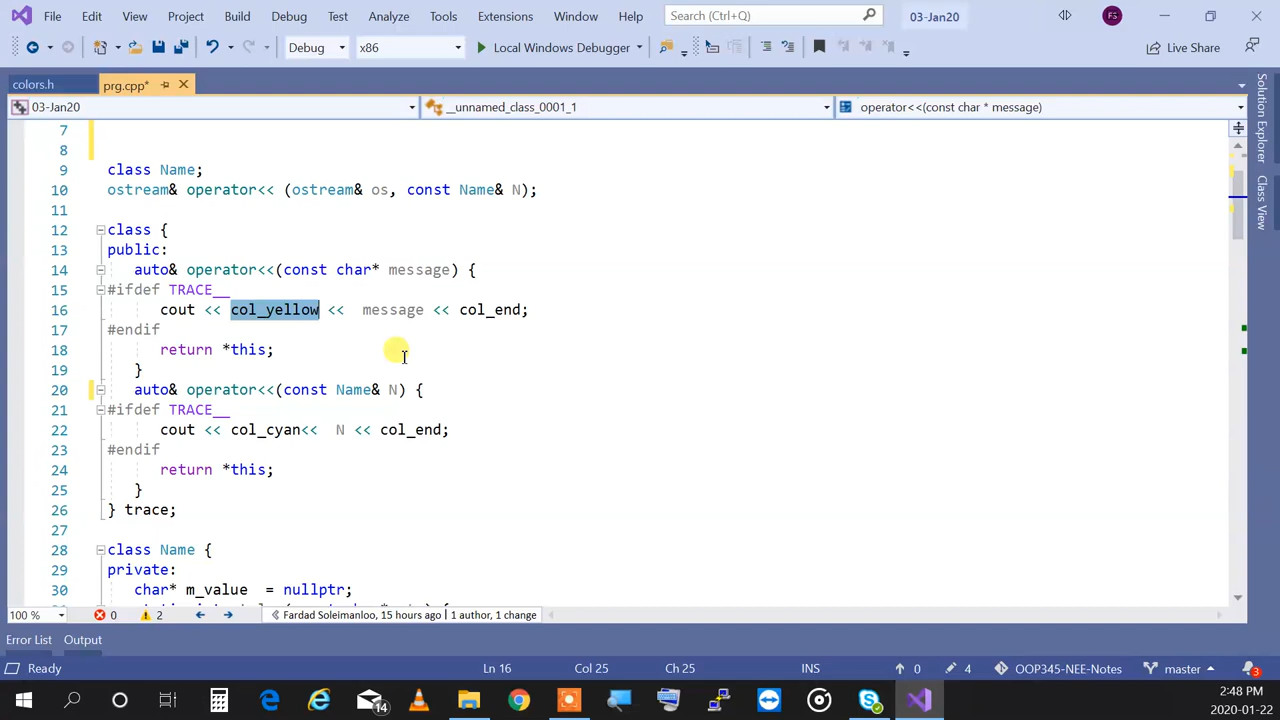 File Edit View Project Build Debug Test Analyze Tools Extensions Window Help Search (Ctrl+Q) 03-Jan20 FS
Debug x86 Local Windows Debugger Live Share
colors.h prg.cpp*
03-Jan20 __unnamed_class_0001_1 operator<<(const char * message)
7
8
9 class Name;
10 ostream& operator<< (ostream& os, const Name& N);
11
12 class {
13 public:
14 auto& operator<<(const char* message) {
15 #ifdef TRACE__
16 cout << col_yellow << message << col_end;
17 #endif
18 return *this;
19 }
20 auto& operator<<(const Name& N) {
21 #ifdef TRACE__
22 cout << col_cyan<< N << col_end;
23 #endif
24 return *this;
25 }
26 } trace;
27
28 class Name {
29 private:
30 char* m_value = nullptr;
Solution Explorer
Class View
100 % 0 2 Fardad Soleimanloo, 15 hours ago | 1 author, 1 change
Error List Output
Ready Ln 16 Col 25 Ch 25 INS 0 4 OOP345-NEE-Notes master 3
14
2:48 PM
2020-01-22